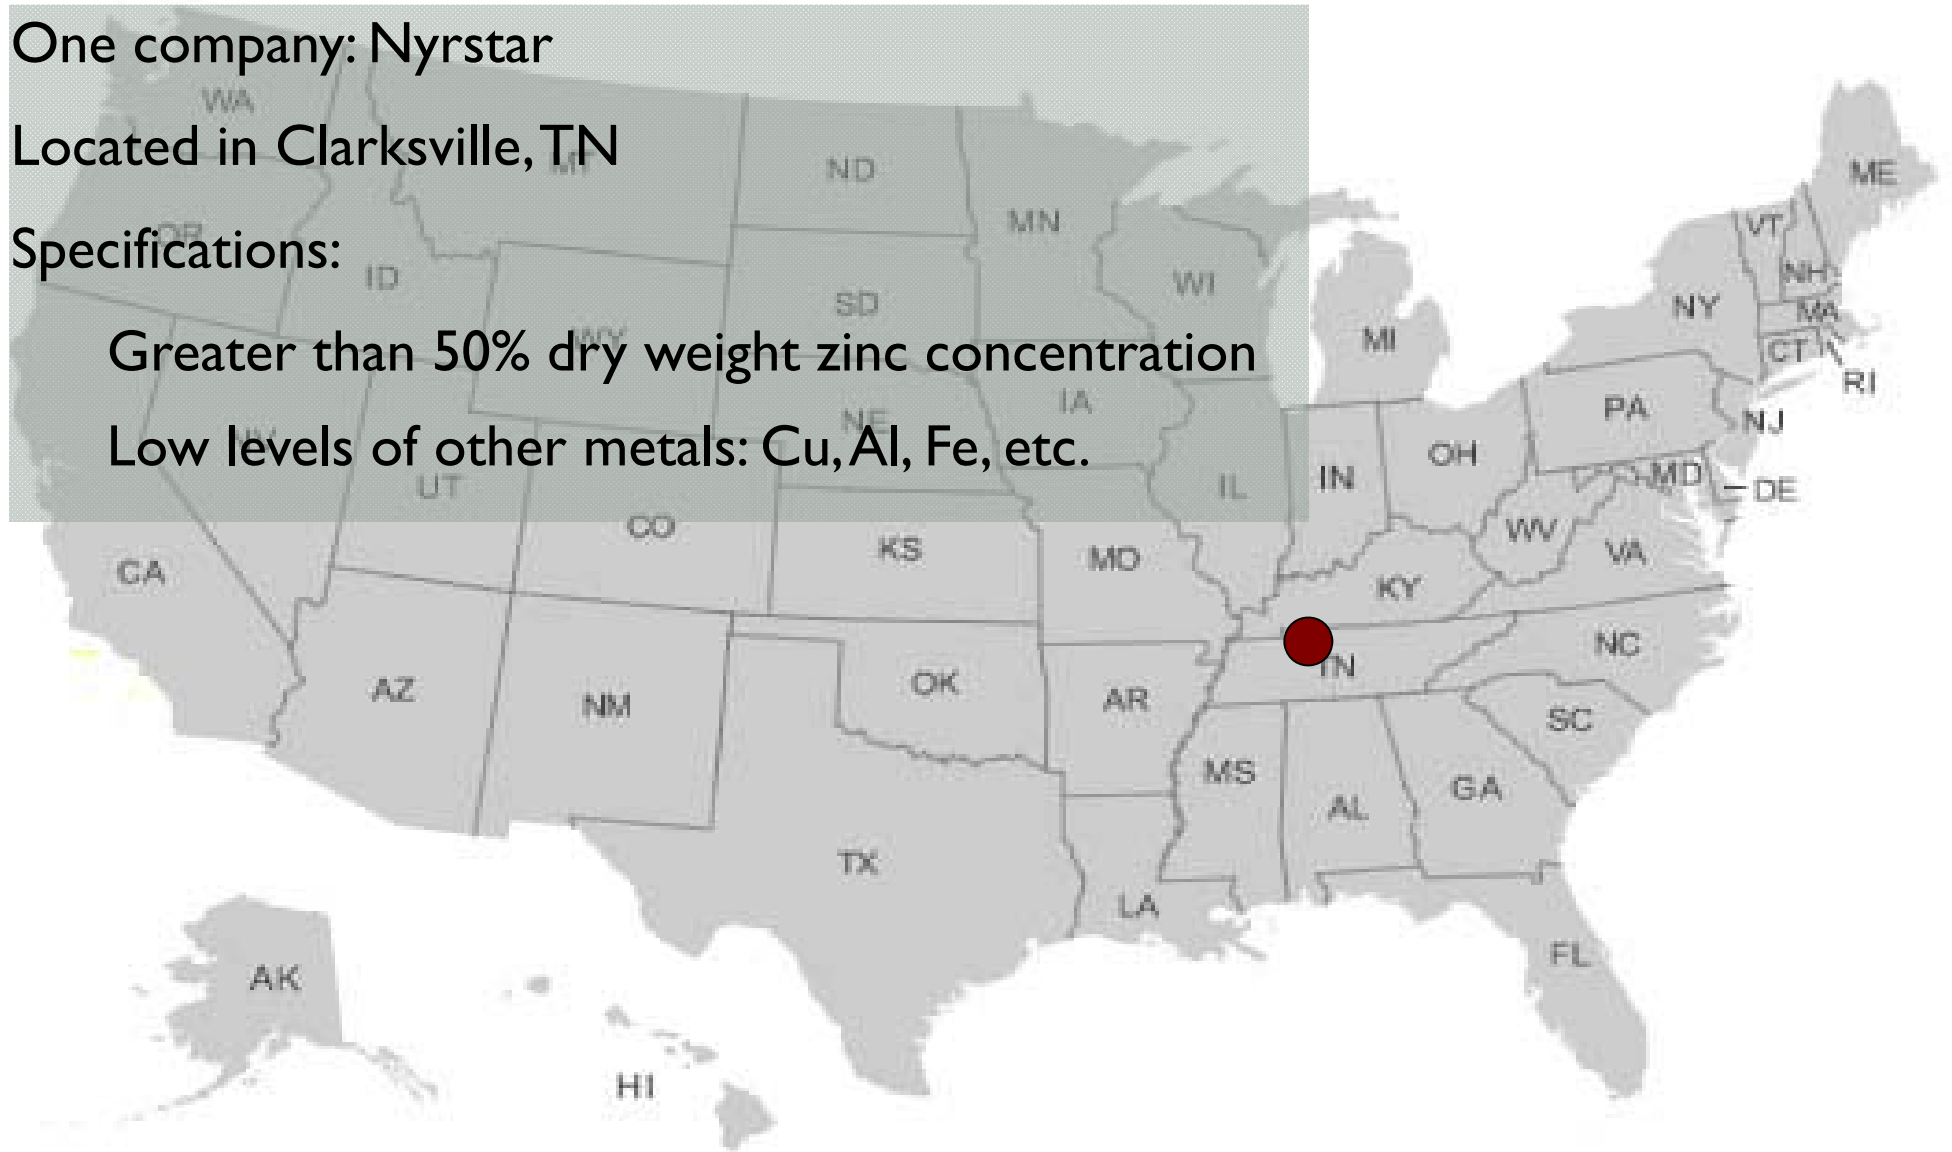 One company: Nyrstar
WA
Located in Clarksville, TN
MT
ND
ME
MN
VT
OR
Specifications:
ID
WI
NH
SD
NY
MA
WY
MI
Greater than 50% dry weight zinc concentration
CT
RI
IA
NE
PA
NJ
NV
Low levels of other metals: Cu, Al, Fe, etc.
OH
UT
IL
IN
MD
DE
CO
WV
KS
MO
VA
CA
KY
NC
TN
AZ
OK
NM
AR
SC
MS
GA
AL
TX
LA
FL
AK
HI